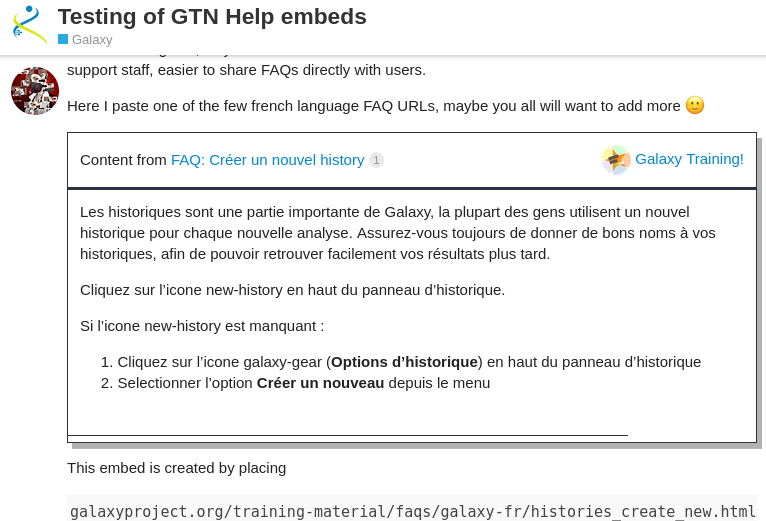 Testing of GTN Help embeds
Galaxy
support staff, easier to share FAQs directly with users.
Here I paste one of the few french language FAQ URLs, maybe you all will want to add more
Content from FAQ: Créer un nouvel history 1
Galaxy Training!
Les historiques sont une partie importante de Galaxy, la plupart des gens utilisent un nouvel
historique pour chaque nouvelle analyse. Assurez-vous toujours de donner de bons noms à vos
historiques, afin de pouvoir retrouver facilement vos résultats plus tard.
Cliquez sur l’icone new-history en haut du panneau d’historique.
Si l’icone new-history est manquant :
1. Cliquez sur l’icone galaxy-gear (Options d’historique) en haut du panneau d’historique
2. Selectionner l’option Créer un nouveau depuis le menu
This embed is created by placing
galaxyproject.org/training-material/faqs/galaxy-fr/histories_create_new.html